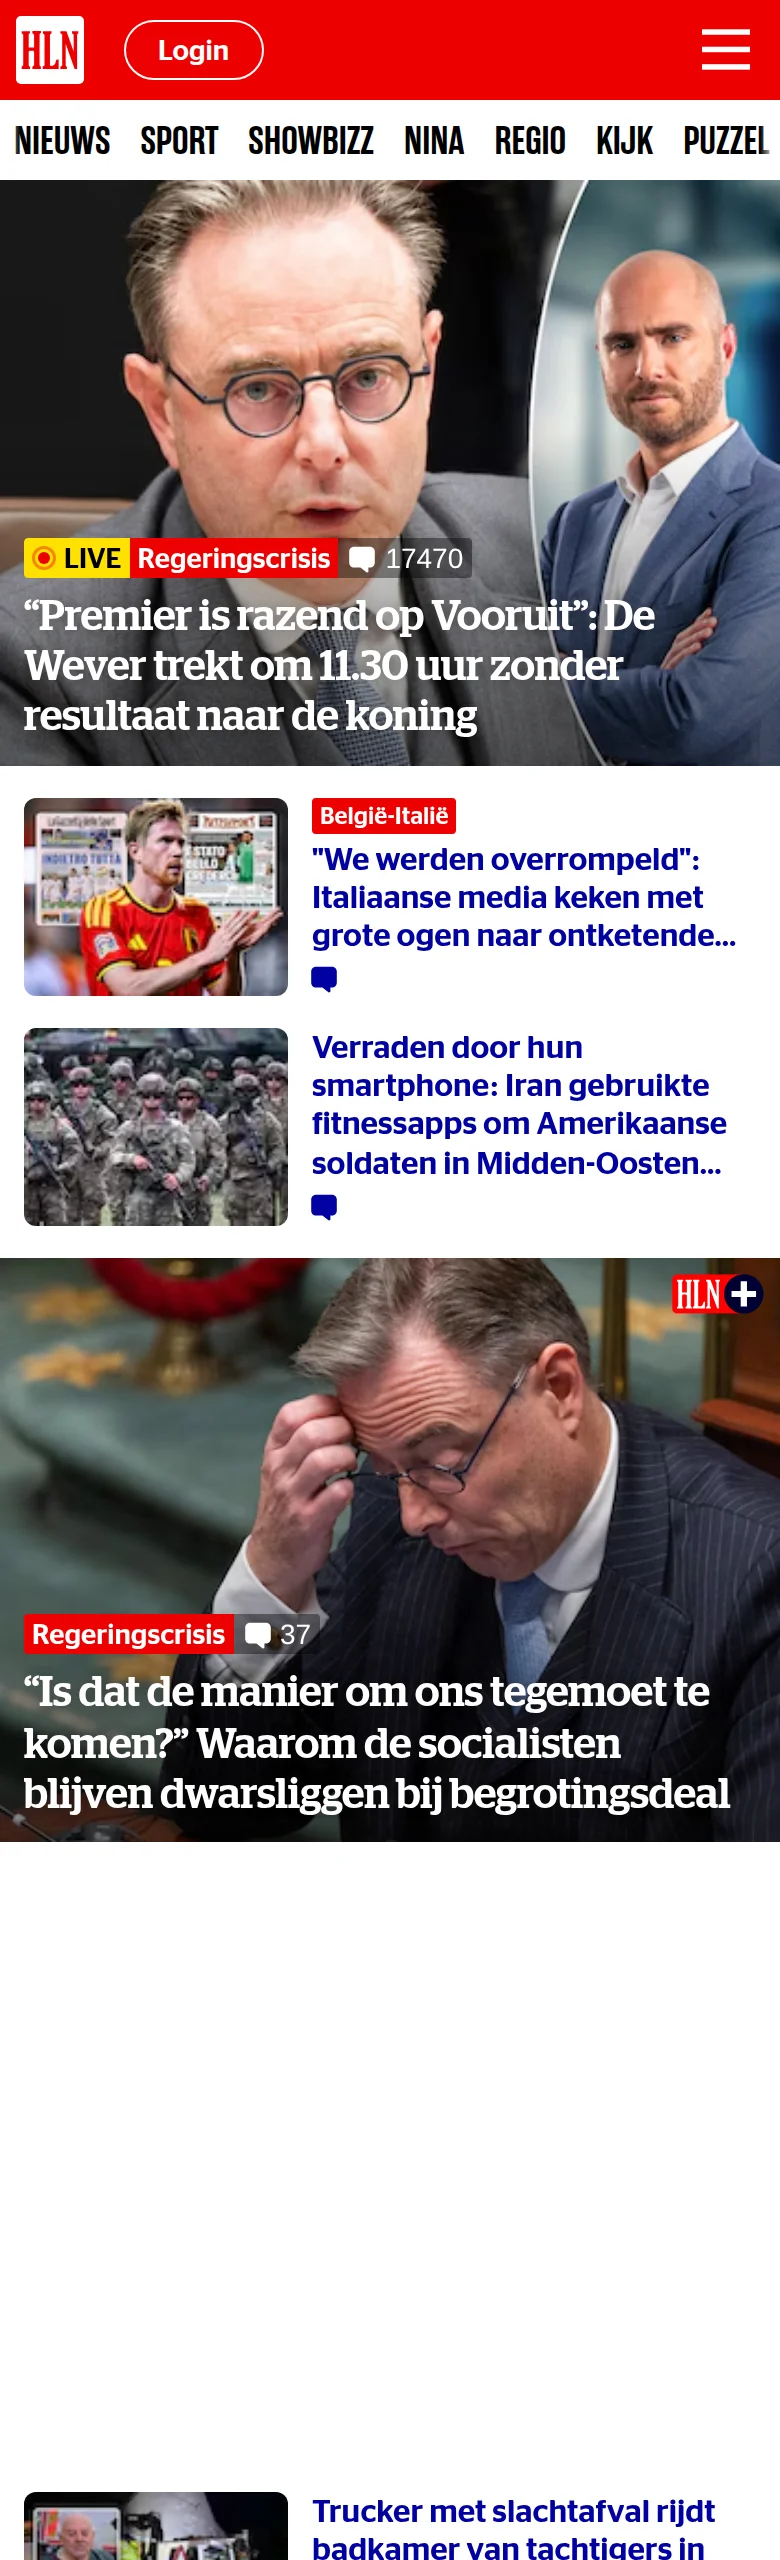 HLN
Login
NIEUWS SPORT SHOWBIZZ NINA REGIO KIJK PUZZEL
LIVE Regeringscrisis 17470
“Premier is razend op Vooruit”: De
Wever trekt om 11.30 uur zonder
resultaat naar de koning
INDIETRO TUTTA
België-Italië
"We werden overrompeld":
Italiaanse media keken met
grote ogen naar ontketende...
Verraden door hun
smartphone: Iran gebruikte
fitnessapps om Amerikaanse
soldaten in Midden-Oosten...
HLN+
Regeringscrisis 37
“Is dat de manier om ons tegemoet te
komen?” Waarom de socialisten
blijven dwarsliggen bij begrotingsdeal
Trucker met slachtafval rijdt
badkamer van tachtigers in